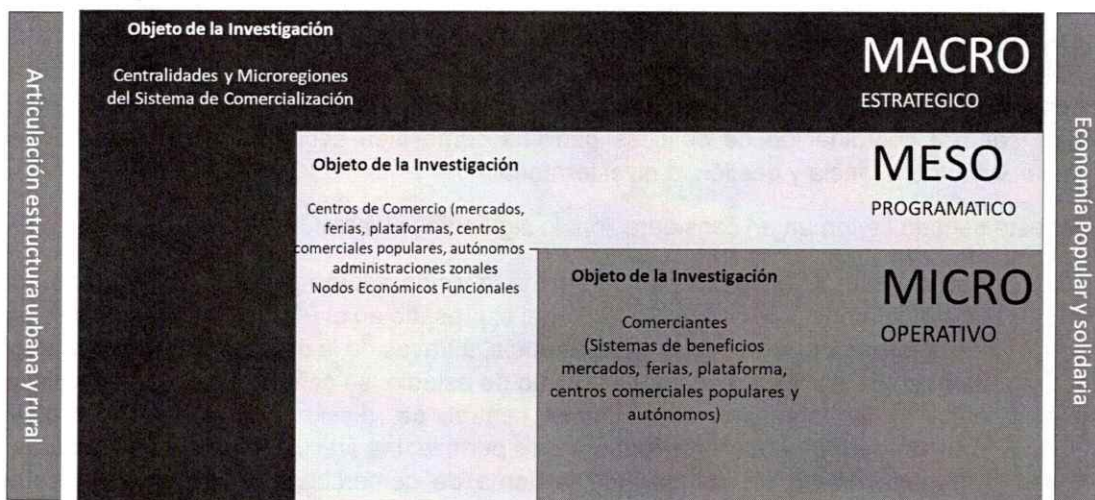 Articulación estructura urbana y rural
Objeto de la Investigación
Centralidades y Microregiones
del Sistema de Comercialización
MACRO
ESTRATEGICO
Objeto de la Investigación
Centros de Comercio (mercados,
ferias, plataformas, centros
comerciales populares, autónomos –
administraciones zonales
Nodos Económicos Funcionales
MESO
PROGRAMATICO
Objeto de la Investigación
Comerciantes
(Sistemas de beneficios
mercados, ferias, plataforma,
centros comerciales populares y
autónomos)
MICRO
OPERATIVO
Economía Popular y solidaria